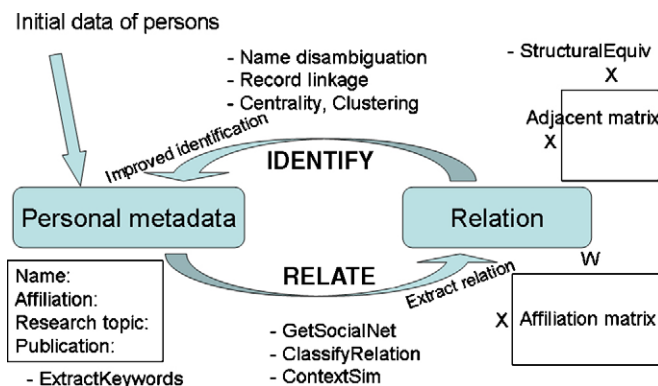 Initial data of persons
- Name disambiguation
- Record linkage
- Centrality, Clustering
- StructuralEquiv
X
Adjacent matrix
X
Improved identification
IDENTIFY
Personal metadata
Relation
RELATE
Extract relation
W
X
Affiliation matrix
Name:
Affiliation:
Research topic:
Publication:
- ExtractKeywords
- GetSocialNet
- ClassifyRelation
- ContextSim